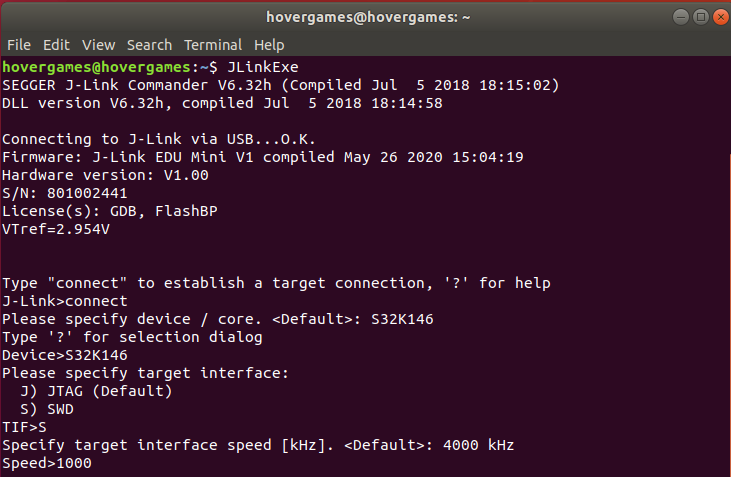 hovergames@hovergames: ~
File Edit View Search Terminal Help
hovergames@hovergames:~$ JLinkExe
SEGGER J-Link Commander V6.32h (Compiled Jul  5 2018 18:15:02)
DLL version V6.32h, compiled Jul  5 2018 18:14:58
Connecting to J-Link via USB...O.K.
Firmware: J-Link EDU Mini V1 compiled May 26 2020 15:04:19
Hardware version: V1.00
S/N: 801002441
License(s): GDB, FlashBP
VTref=2.954V
Type "connect" to establish a target connection, '?' for help
J-Link>connect
Please specify device / core. <Default>: S32K146
Type '?' for selection dialog
Device>S32K146
Please specify target interface:
  J) JTAG (Default)
  S) SWD
TIF>S
Specify target interface speed [kHz]. <Default>: 4000 kHz
Speed>1000